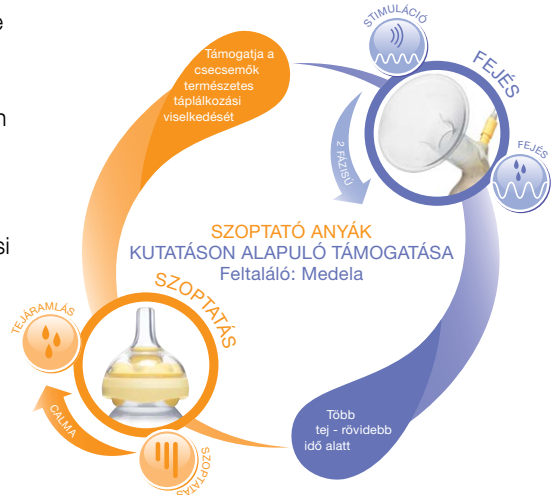 e
n
si
Támogatja a
csecsemők
természetes
táplálkozási
viselkedését
STIMULÁCIÓ
FEJÉS
2 FÁZISÚ
FEJÉS
SZOPTATÓ ANYÁK
KUTATÁSON ALAPULÓ TÁMOGATÁSA
Feltaláló: Medela
SZOPTATÁS
TEJÁRAMLÁS
CALMA
SZOPTATÁS
Több
tej - rövidebb
idő alatt